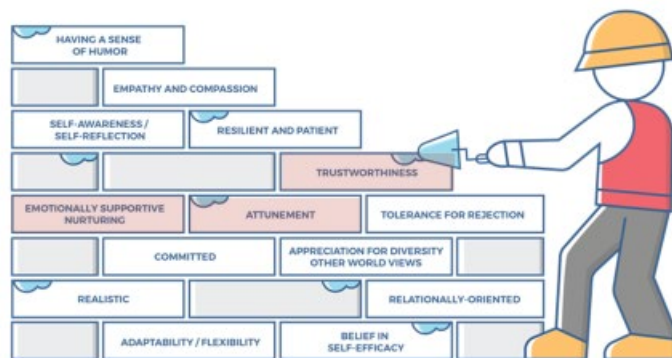 HAVING A SENSE
OF HUMOR
EMPATHY AND COMPASSION
SELF-AWARENESS /
SELF-REFLECTION
RESILIENT AND PATIENT
TRUSTWORTHINESS
EMOTIONALLY SUPPORTIVE
NURTURING
ATTUNEMENT
TOLERANCE FOR REJECTION
COMMITTED
APPRECIATION FOR DIVERSITY
OTHER WORLD VIEWS
REALISTIC
RELATIONALLY-ORIENTED
ADAPTABILITY / FLEXIBILITY
BELIEF IN
SELF-EFFICACY